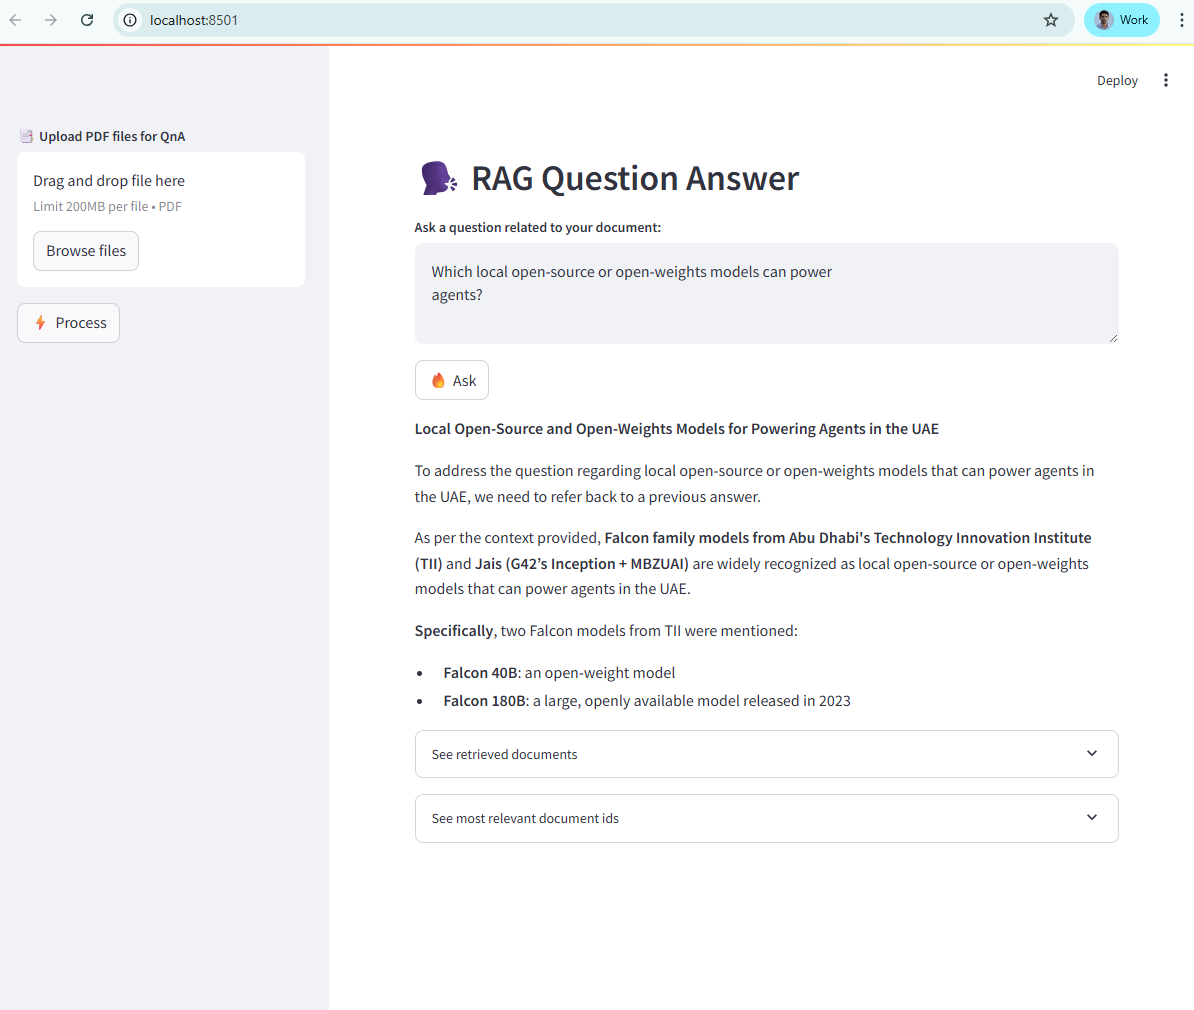 localhost:8501
Work
Deploy
Upload PDF files for QnA
Drag and drop file here
Limit 200MB per file • PDF
Browse files
Process
RAG Question Answer
Ask a question related to your document:
Which local open-source or open-weights models can power
agents?
Ask
Local Open-Source and Open-Weights Models for Powering Agents in the UAE
To address the question regarding local open-source or open-weights models that can power agents in
the UAE, we need to refer back to a previous answer.
As per the context provided, Falcon family models from Abu Dhabi's Technology Innovation Institute
(TII) and Jais (G42’s Inception + MBZUAI) are widely recognized as local open-source or open-weights
models that can power agents in the UAE.
Specifically, two Falcon models from TII were mentioned:
• Falcon 40B: an open-weight model
• Falcon 180B: a large, openly available model released in 2023
See retrieved documents
See most relevant document ids